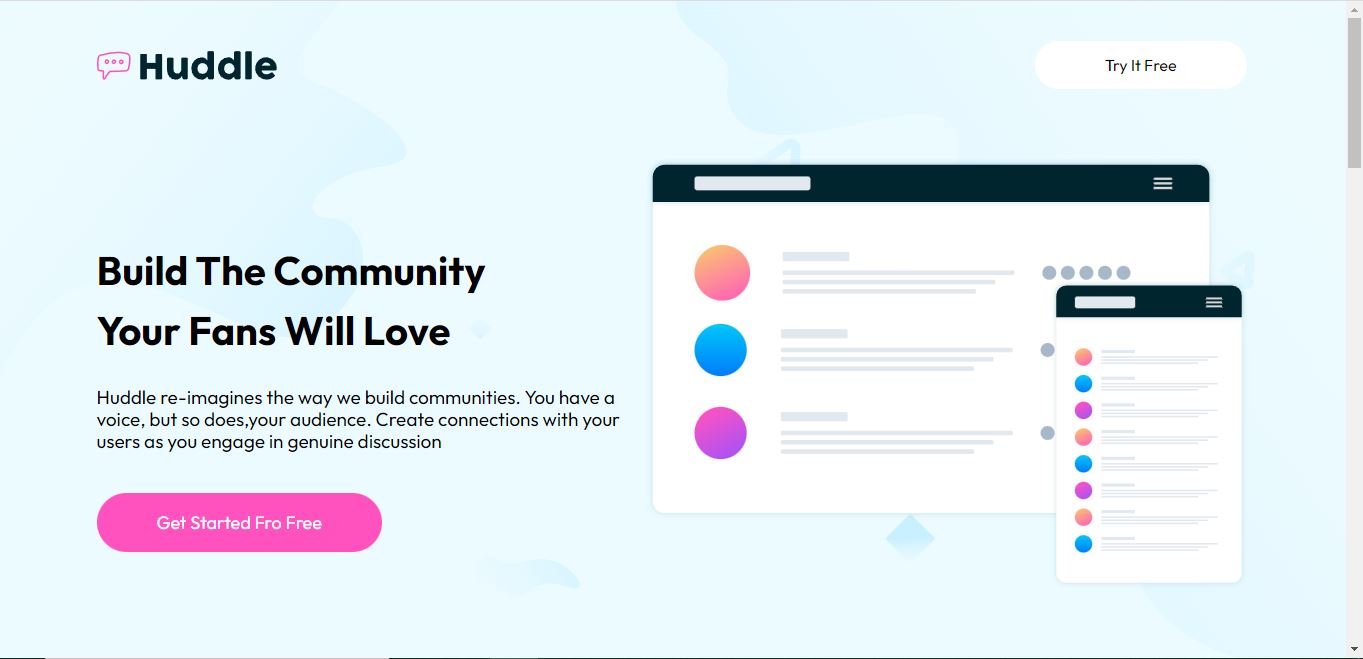 Huddle
Try It Free
Build The Community
Your Fans Will Love
Huddle re-imagines the way we build communities. You have a
voice, but so does,your audience. Create connections with your
users as you engage in genuine discussion
Get Started Fro Free